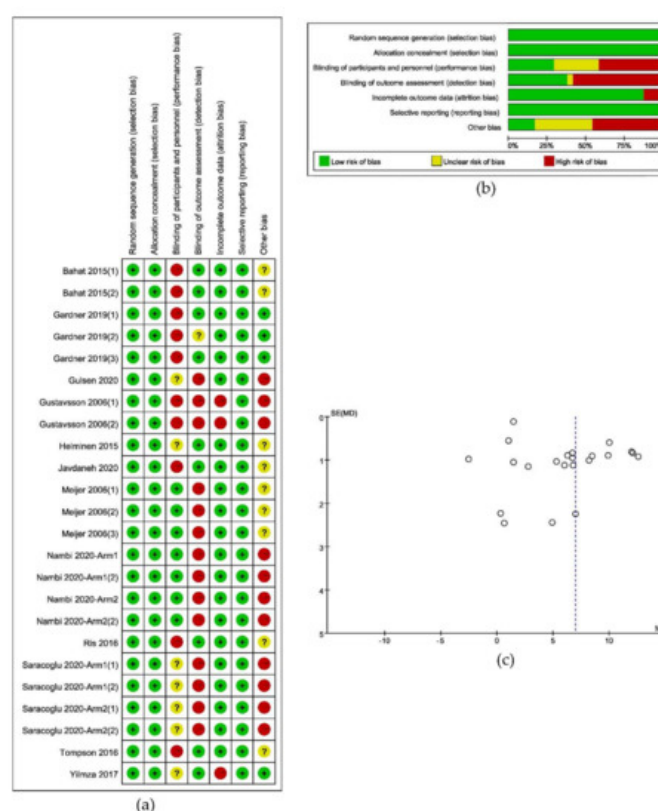 Random sequence generation (selection bias)
Allocation concealment (selection bias)
Blinding of participants and personnel (performance bias)
Blinding of outcome assessment (detection bias)
Incomplete outcome data (attrition bias)
Selective reporting (reporting bias)
Other bias
Bahat 2015(1)
?
Bahat 2015(2)
?
Gardner 2019(1)
Gardner 2019(2)
?
Gardner 2019(3)
Gulsen 2020
?
Gustavsson 2006(1)
Gustavsson 2006(2)
Heiminen 2015
? ?
Javdaneh 2020
?
Meijer 2006(1)
?
Meijer 2006(2)
?
Meijer 2006(3)
?
Nambi 2020-Arm1
Nambi 2020-Arm1(2)
Nambi 2020-Arm2
Nambi 2020-Arm2(2)
Ris 2016
?
Saracoglu 2020-Arm1(1)
?
Saracoglu 2020-Arm1(2)
?
Saracoglu 2020-Arm2(1)
?
Saracoglu 2020-Arm2(2)
?
Tompson 2016
?
Yilmza 2017
?
(a)
Random sequence generation (selection bias)
Allocation concealment (selection bias)
Blinding of participants and personnel (performance bias)
Blinding of outcome assessment (detection bias)
Incomplete outcome data (attrition bias)
Selective reporting (reporting bias)
Other bias
0% 25% 50% 75% 100%
Low risk of bias Unclear risk of bias High risk of bias
(b)
SE(MD)
0
1
2
3
4
5
-10 -5 0 5 10
(c)